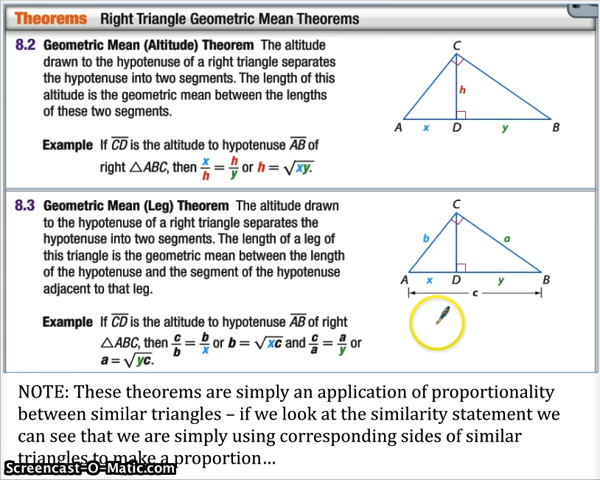 Theorems Right Triangle Geometric Mean Theorems
8.2 Geometric Mean (Altitude) Theorem The altitude
drawn to the hypotenuse of a right triangle separates
the hypotenuse into two segments. The length of this
altitude is the geometric mean between the lengths
of these two segments.
C
h
A x D y B
Example If CD is the altitude to hypotenuse AB of
right △ABC, then x/h = h/y or h = √xy.
8.3 Geometric Mean (Leg) Theorem The altitude drawn
to the hypotenuse of a right triangle separates the
hypotenuse into two segments. The length of a leg of
this triangle is the geometric mean between the length
of the hypotenuse and the segment of the hypotenuse
adjacent to that leg.
C
b a
A x D y B
c
Example If CD is the altitude to hypotenuse AB of right
△ABC, then c/b = b/x or b = √xc and c/a = a/y or
a = √yc.
NOTE: These theorems are simply an application of proportionality
between similar triangles – if we look at the similarity statement we
can see that we are simply using corresponding sides of similar
triangles to make a proportion…
Screencast-O-Matic.com